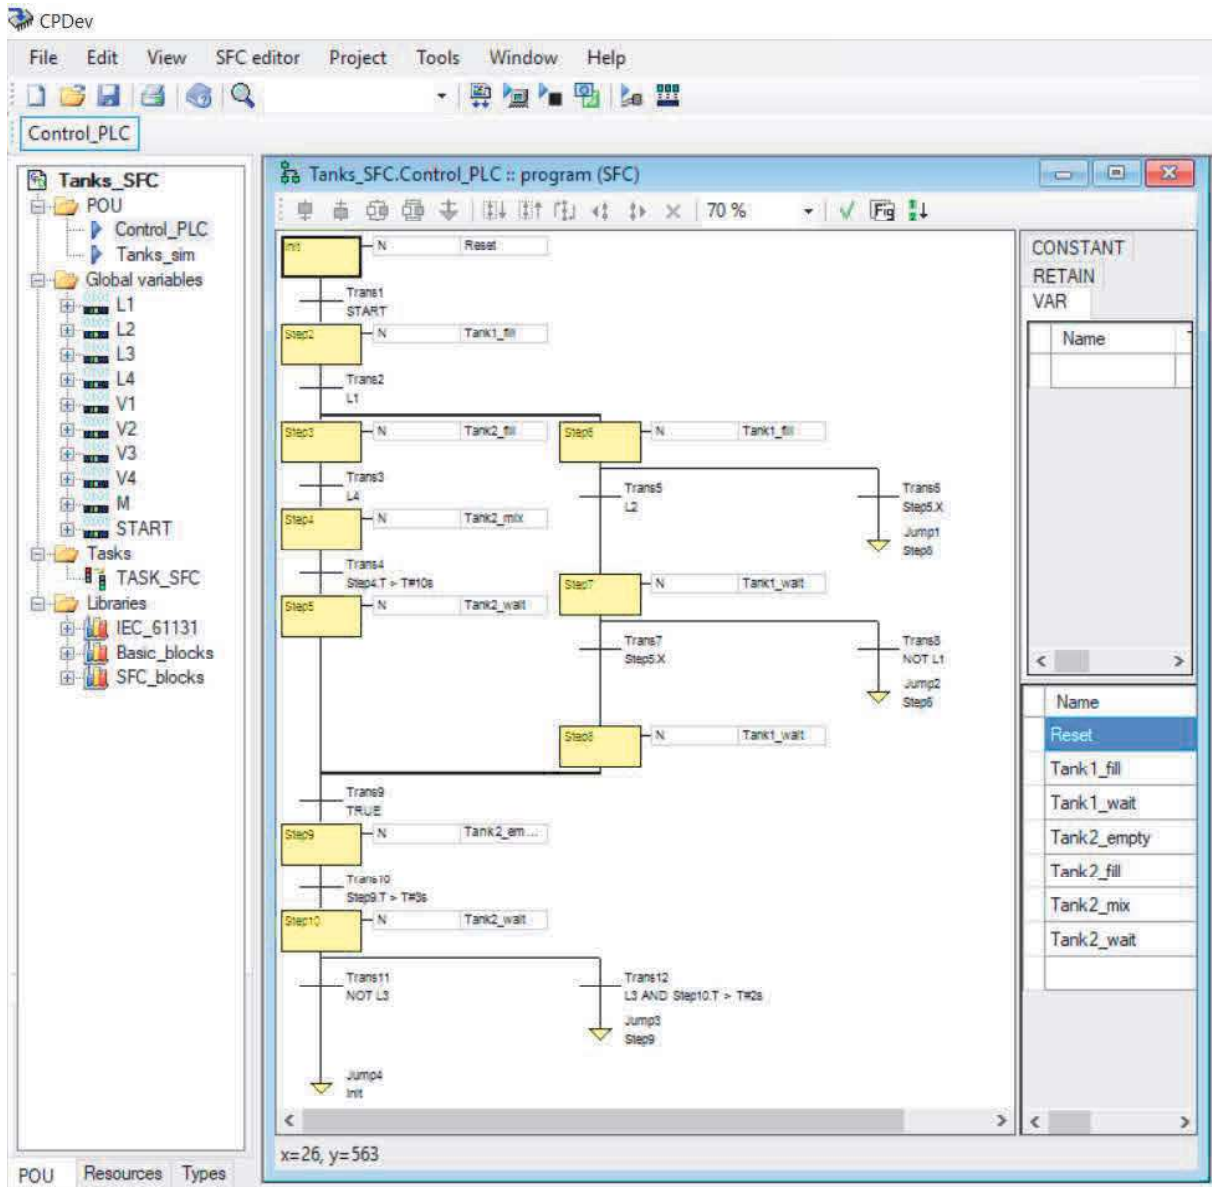 CPDev
File Edit View SFC editor Project Tools Window Help
Control_PLC
Tanks_SFC
POU
Control_PLC
Tanks_sim
Global variables
L1
L2
L3
L4
V1
V2
V3
V4
M
START
Tasks
TASK_SFC
Libraries
IEC_61131
Basic_blocks
SFC_blocks
POU Resources Types
Tanks_SFC.Control_PLC :: program (SFC)
70 % Fig
Init N Reset
Trans1
START
Step2 N Tank1_fill
Trans2
L1
Step3 N Tank2_fill Step6 N Tank1_fill
Trans3 Trans5 Trans6
L4 L2 Step5.X
Step4 N Tank2_mix Jump1
Step8
Trans4
Step4.T > T#10s Step7 N Tank1_wait
Step5 N Tank2_wait
Trans7 Trans8
Step5.X NOT L1
Jump2
Step6
Step8 N Tank1_wait
Trans9
TRUE
Step9 N Tank2_em...
Trans10
Step9.T > T#3s
Step10 N Tank2_wait
Trans11 Trans12
NOT L3 L3 AND Step10.T > T#2s
Jump3
Step9
Jump4
Init
x=26, y=563
CONSTANT
RETAIN
VAR
Name
Name
Reset
Tank1_fill
Tank1_wait
Tank2_empty
Tank2_fill
Tank2_mix
Tank2_wait